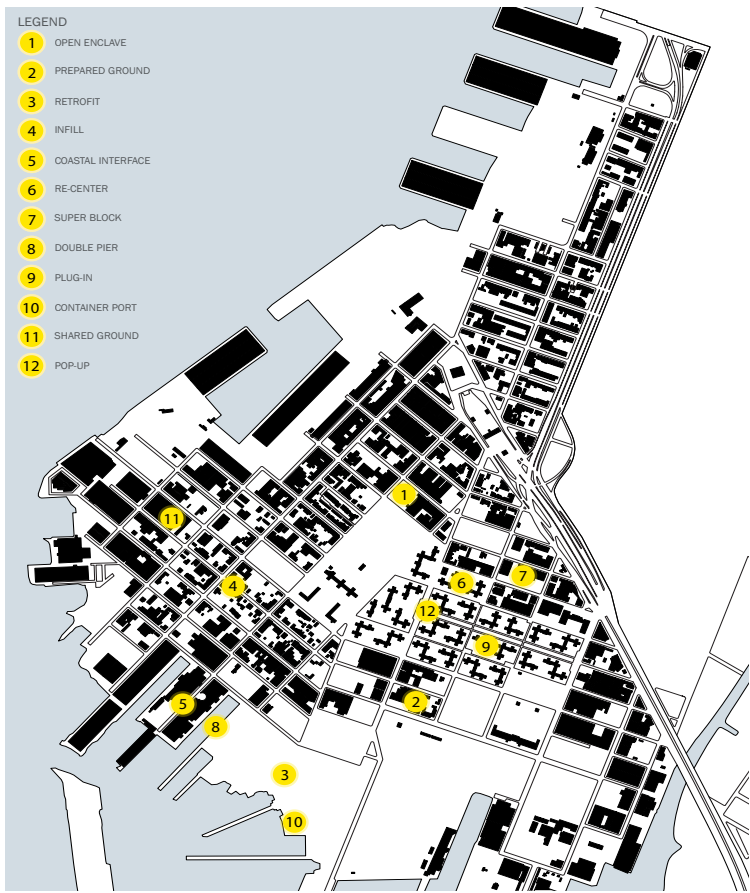 LEGEND
1 OPEN ENCLAVE
2 PREPARED GROUND
3 RETROFIT
4 INFILL
5 COASTAL INTERFACE
6 RE-CENTER
7 SUPER BLOCK
8 DOUBLE PIER
9 PLUG-IN
10 CONTAINER PORT
11 SHARED GROUND
12 POP-UP
1
11
7
6
4
12
9
2
5
8
3
10